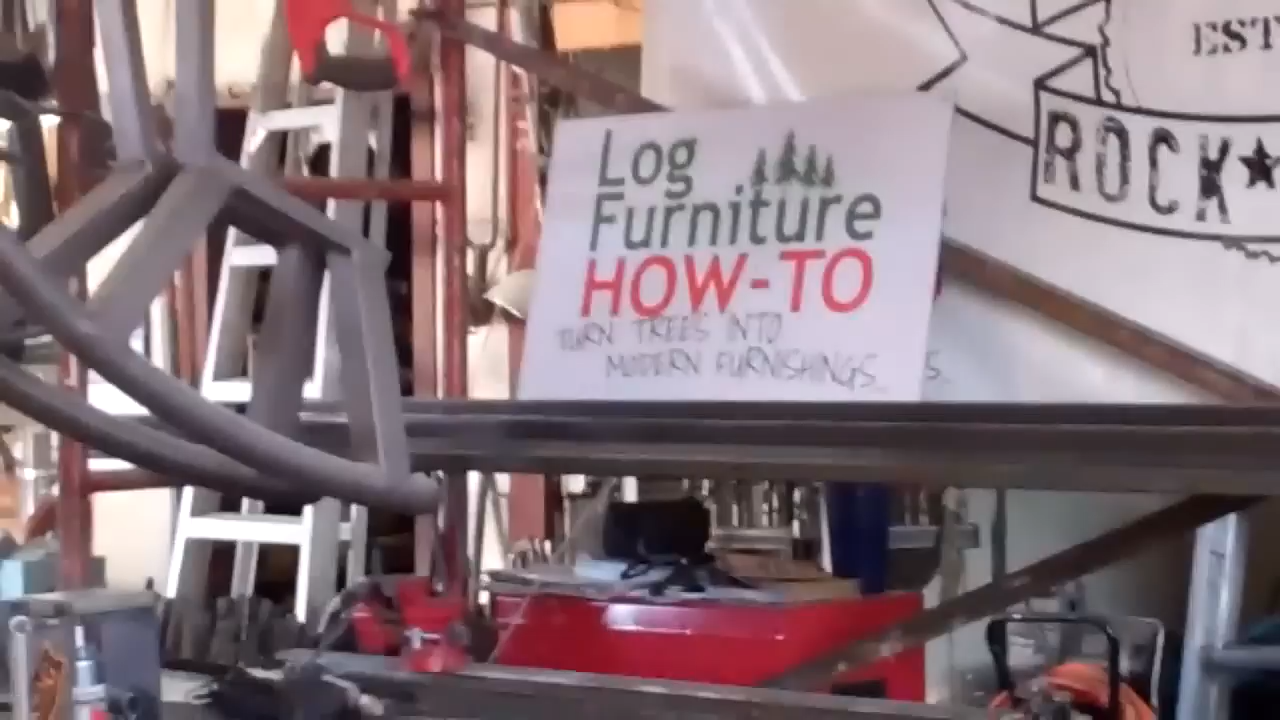 Log
Furniture
HOW-TO
TURN TREES INTO
MODERN FURNISHINGS
S.
EST
ROCK★